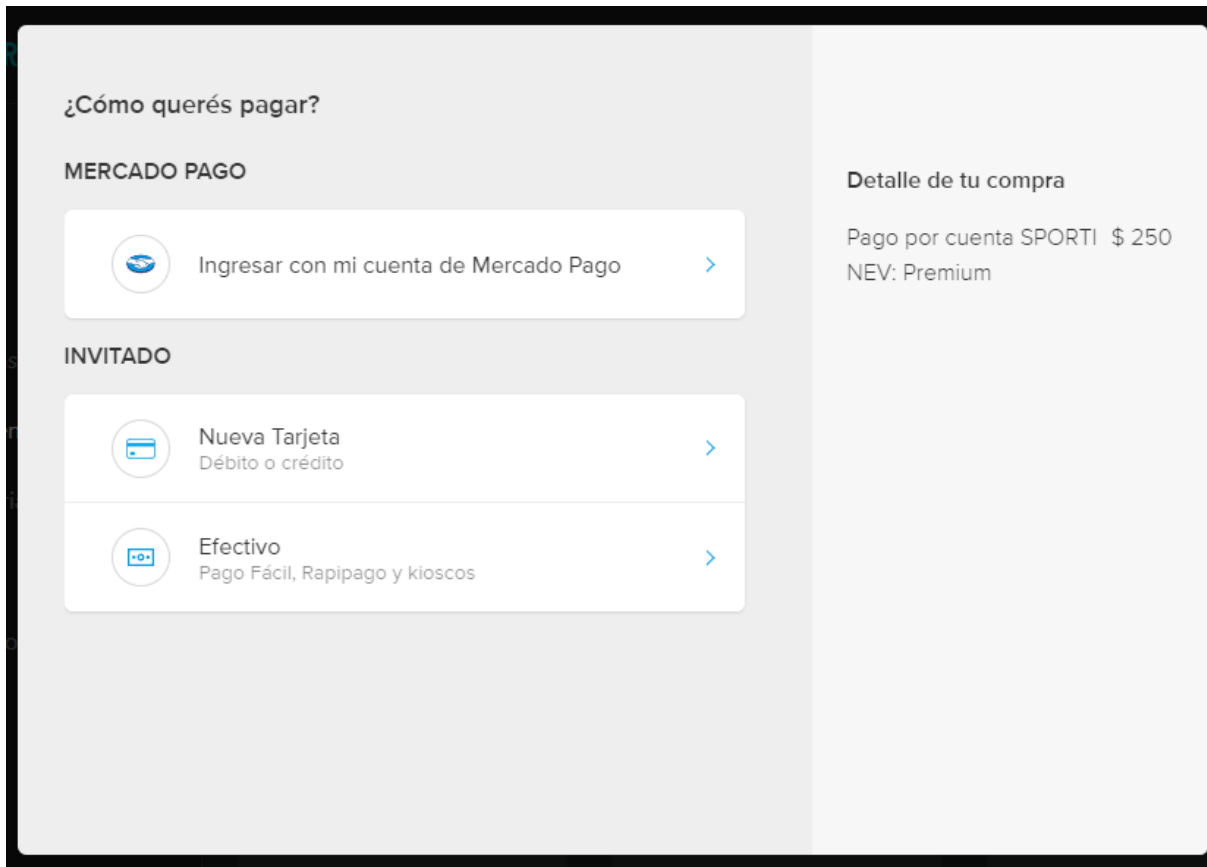 ¿Cómo querés pagar?
MERCADO PAGO
Ingresar con mi cuenta de Mercado Pago
INVITADO
Nueva Tarjeta
Débito o crédito
Efectivo
Pago Fácil, Rapipago y kioscos
Detalle de tu compra
Pago por cuenta SPORTI $ 250
NEV: Premium